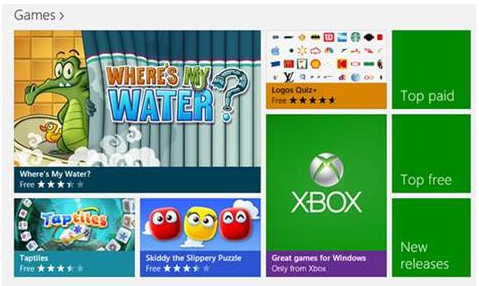 Games >
WHERE'S MY
WATER?
Where's My Water?
Free
Taptiles
Taptiles
Free
Skiddy the Slippery Puzzle
Free
Logos Quiz+
Free
XBOX
Great games for Windows
Only from Xbox
Top paid
Top free
New
releases